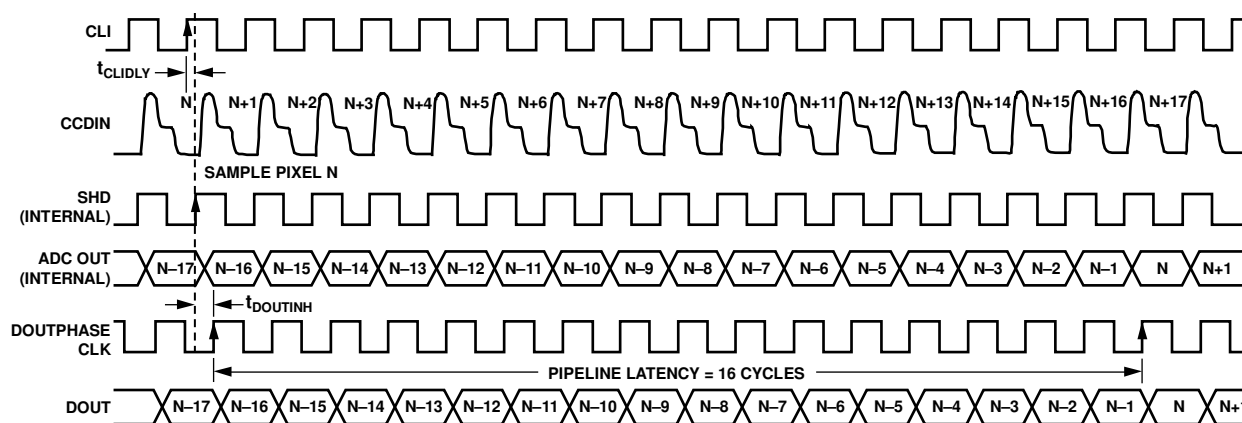 CLI
tCLIDLY
CCDIN
N N+1 N+2 N+3 N+4 N+5 N+6 N+7 N+8 N+9 N+10 N+11 N+12 N+13 N+14 N+15 N+16 N+17
SAMPLE PIXEL N
SHD
(INTERNAL)
ADC OUT
(INTERNAL)
N–17 N–16 N–15 N–14 N–13 N–12 N–11 N–10 N–9 N–8 N–7 N–6 N–5 N–4 N–3 N–2 N–1 N N+1
tDOUTINH
DOUTPHASE
CLK
PIPELINE LATENCY = 16 CYCLES
DOUT
N–17 N–16 N–15 N–14 N–13 N–12 N–11 N–10 N–9 N–8 N–7 N–6 N–5 N–4 N–3 N–2 N–1 N N+1